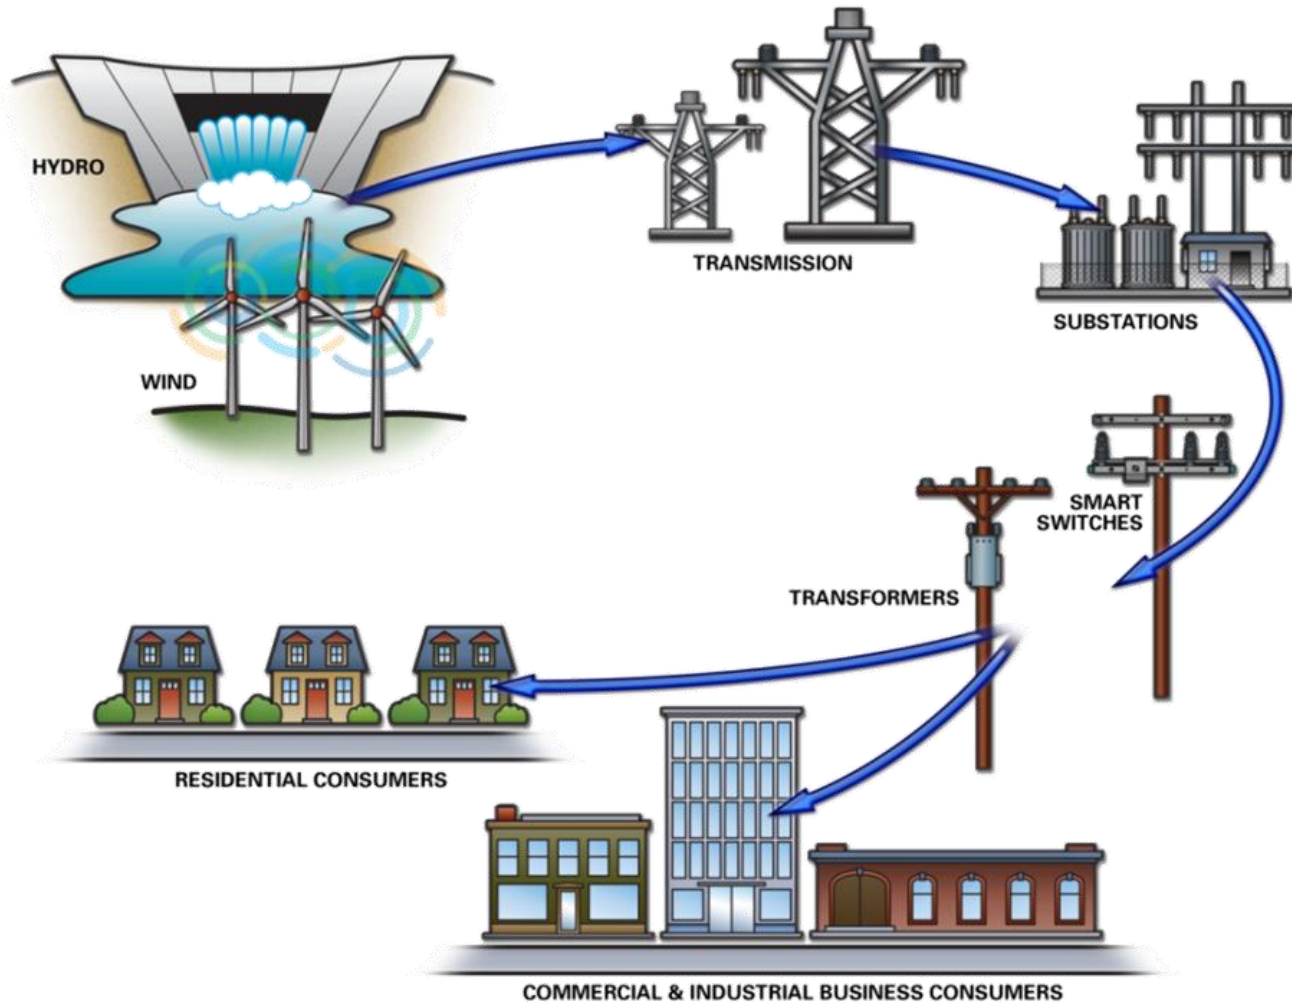 HYDRO
TRANSMISSION
SUBSTATIONS
WIND
SMART
SWITCHES
TRANSFORMERS
RESIDENTIAL CONSUMERS
COMMERCIAL & INDUSTRIAL BUSINESS CONSUMERS